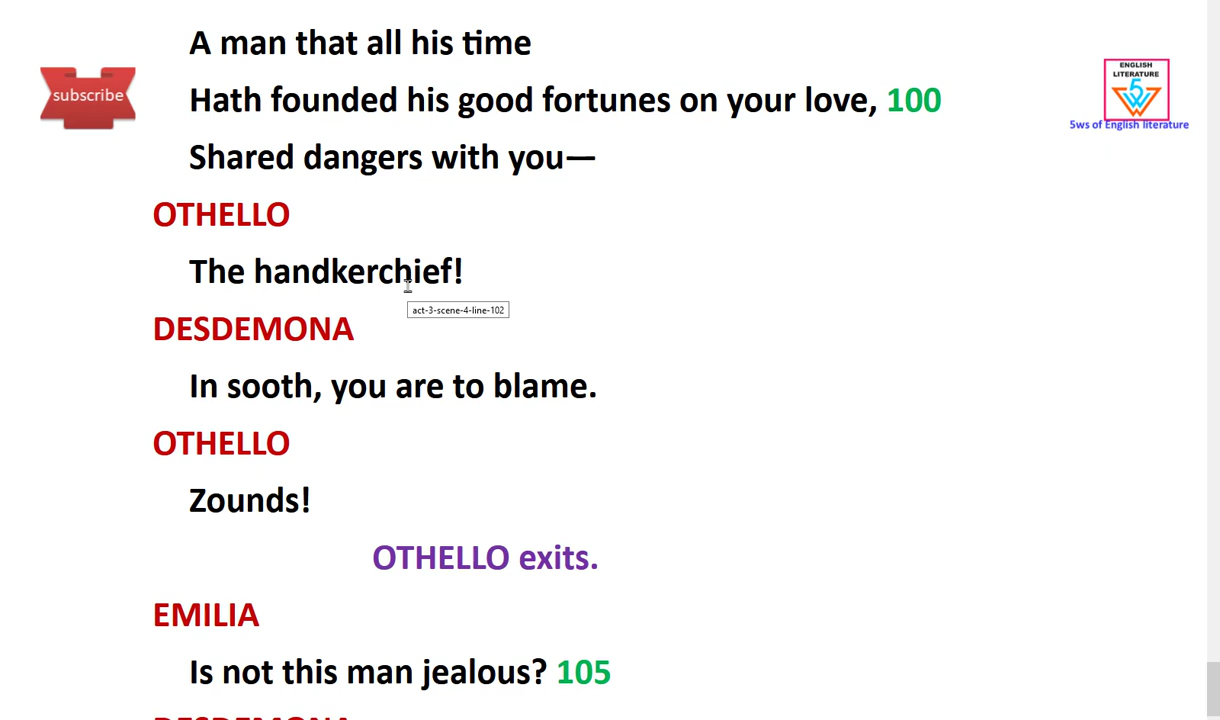 A man that all his time
subscribe
ENGLISH
LITERATURE
5
W
5ws of English literature
Hath founded his good fortunes on your love, 100
Shared dangers with you—
OTHELLO
The handkerchief!
act-3-scene-4-line-102
DESDEMONA
In sooth, you are to blame.
OTHELLO
Zounds!
OTHELLO exits.
EMILIA
Is not this man jealous? 105
DESDEMONA